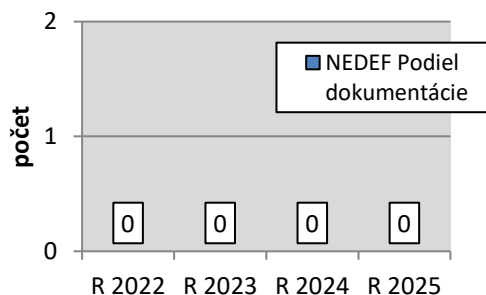 2
NEDEF Podiel
dokumentácie
počet
1
0 0 0 0
0
R 2022 R 2023 R 2024 R 2025